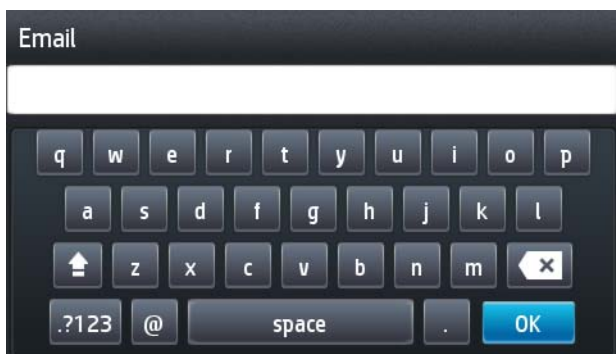 Email
q w e r t y u i o p
a s d f g h j k l
z x c v b n m
.?123 @ space . OK